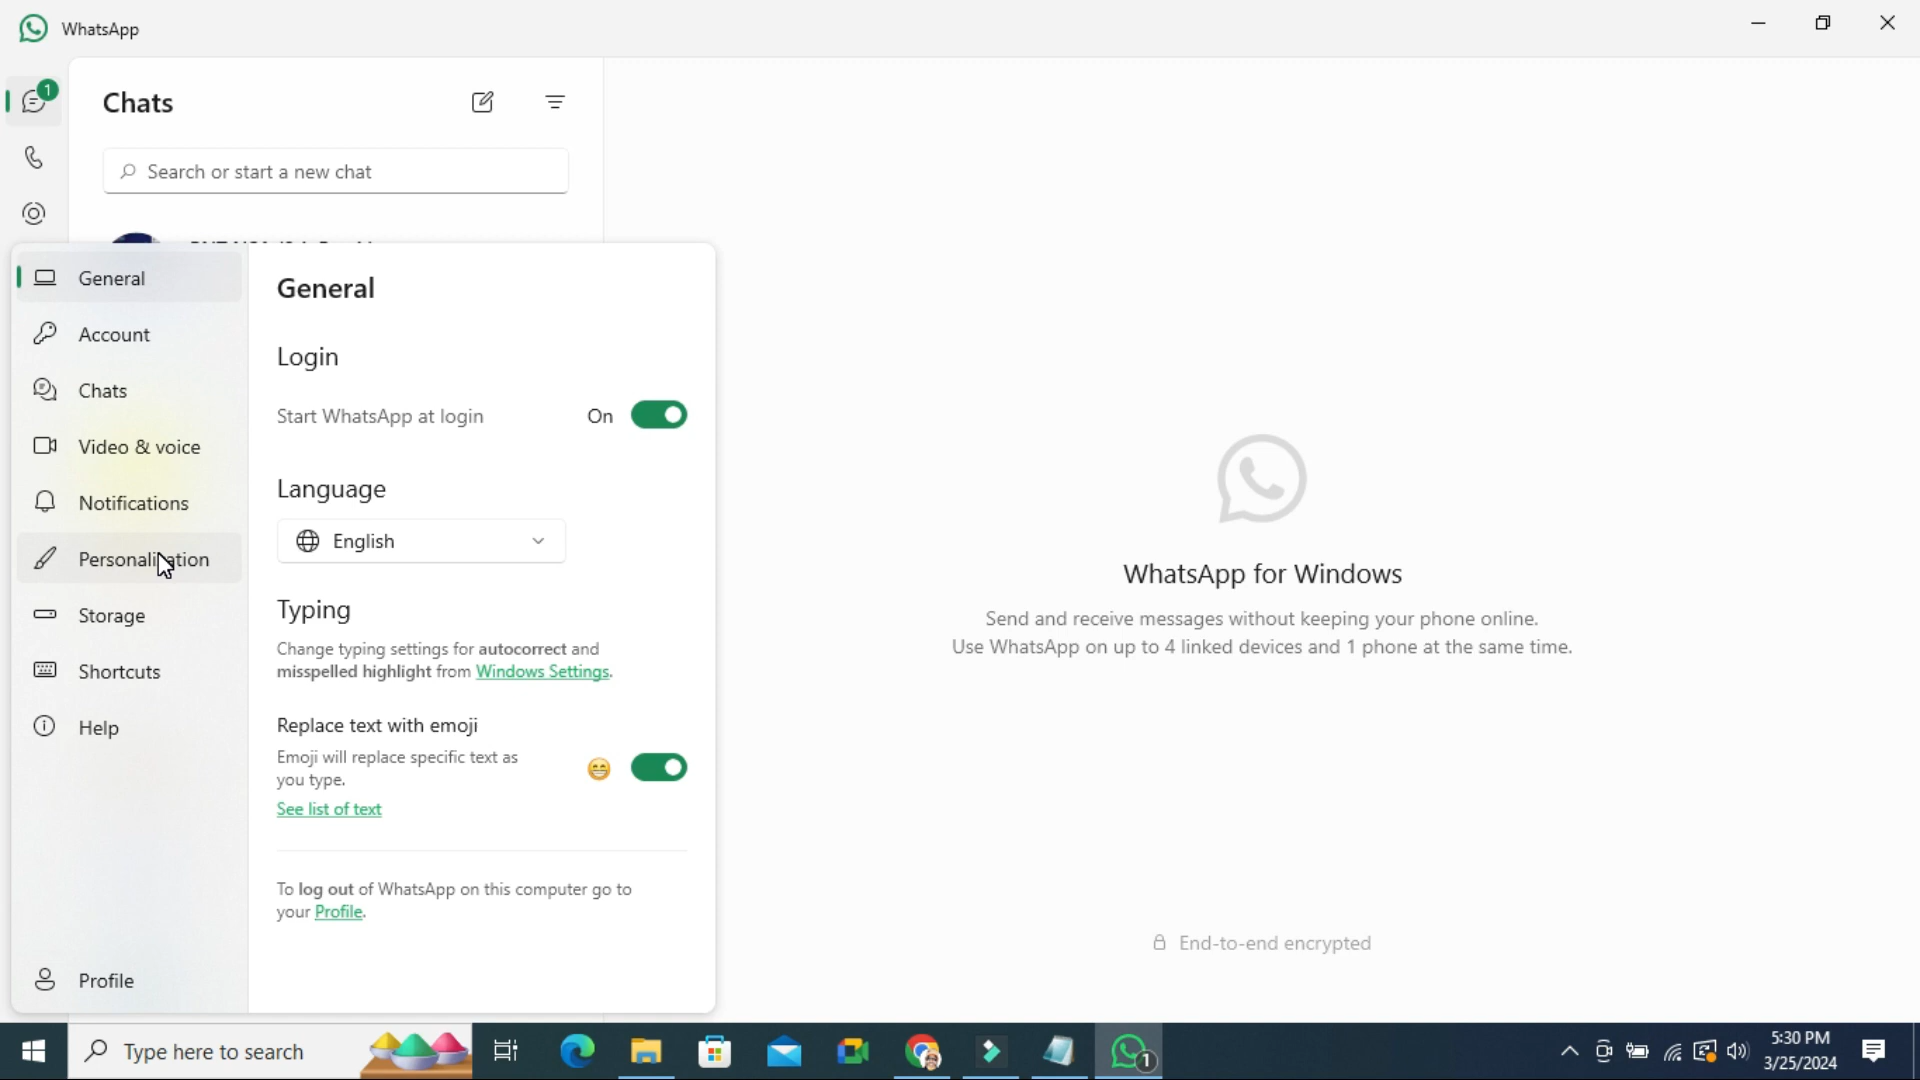 WhatsApp
1
Chats
Search or start a new chat
General
Account
Chats
Video & voice
Notifications
Personalization
Storage
Shortcuts
Help
Profile
General
Login
Start WhatsApp at login On
Language
English
Typing
Change typing settings for autocorrect and
misspelled highlight from Windows Settings.
Replace text with emoji
Emoji will replace specific text as
you type.
See list of text
To log out of WhatsApp on this computer go to
your Profile.
WhatsApp for Windows
Send and receive messages without keeping your phone online.
Use WhatsApp on up to 4 linked devices and 1 phone at the same time.
End-to-end encrypted
Type here to search
1
5:30 PM
3/25/2024